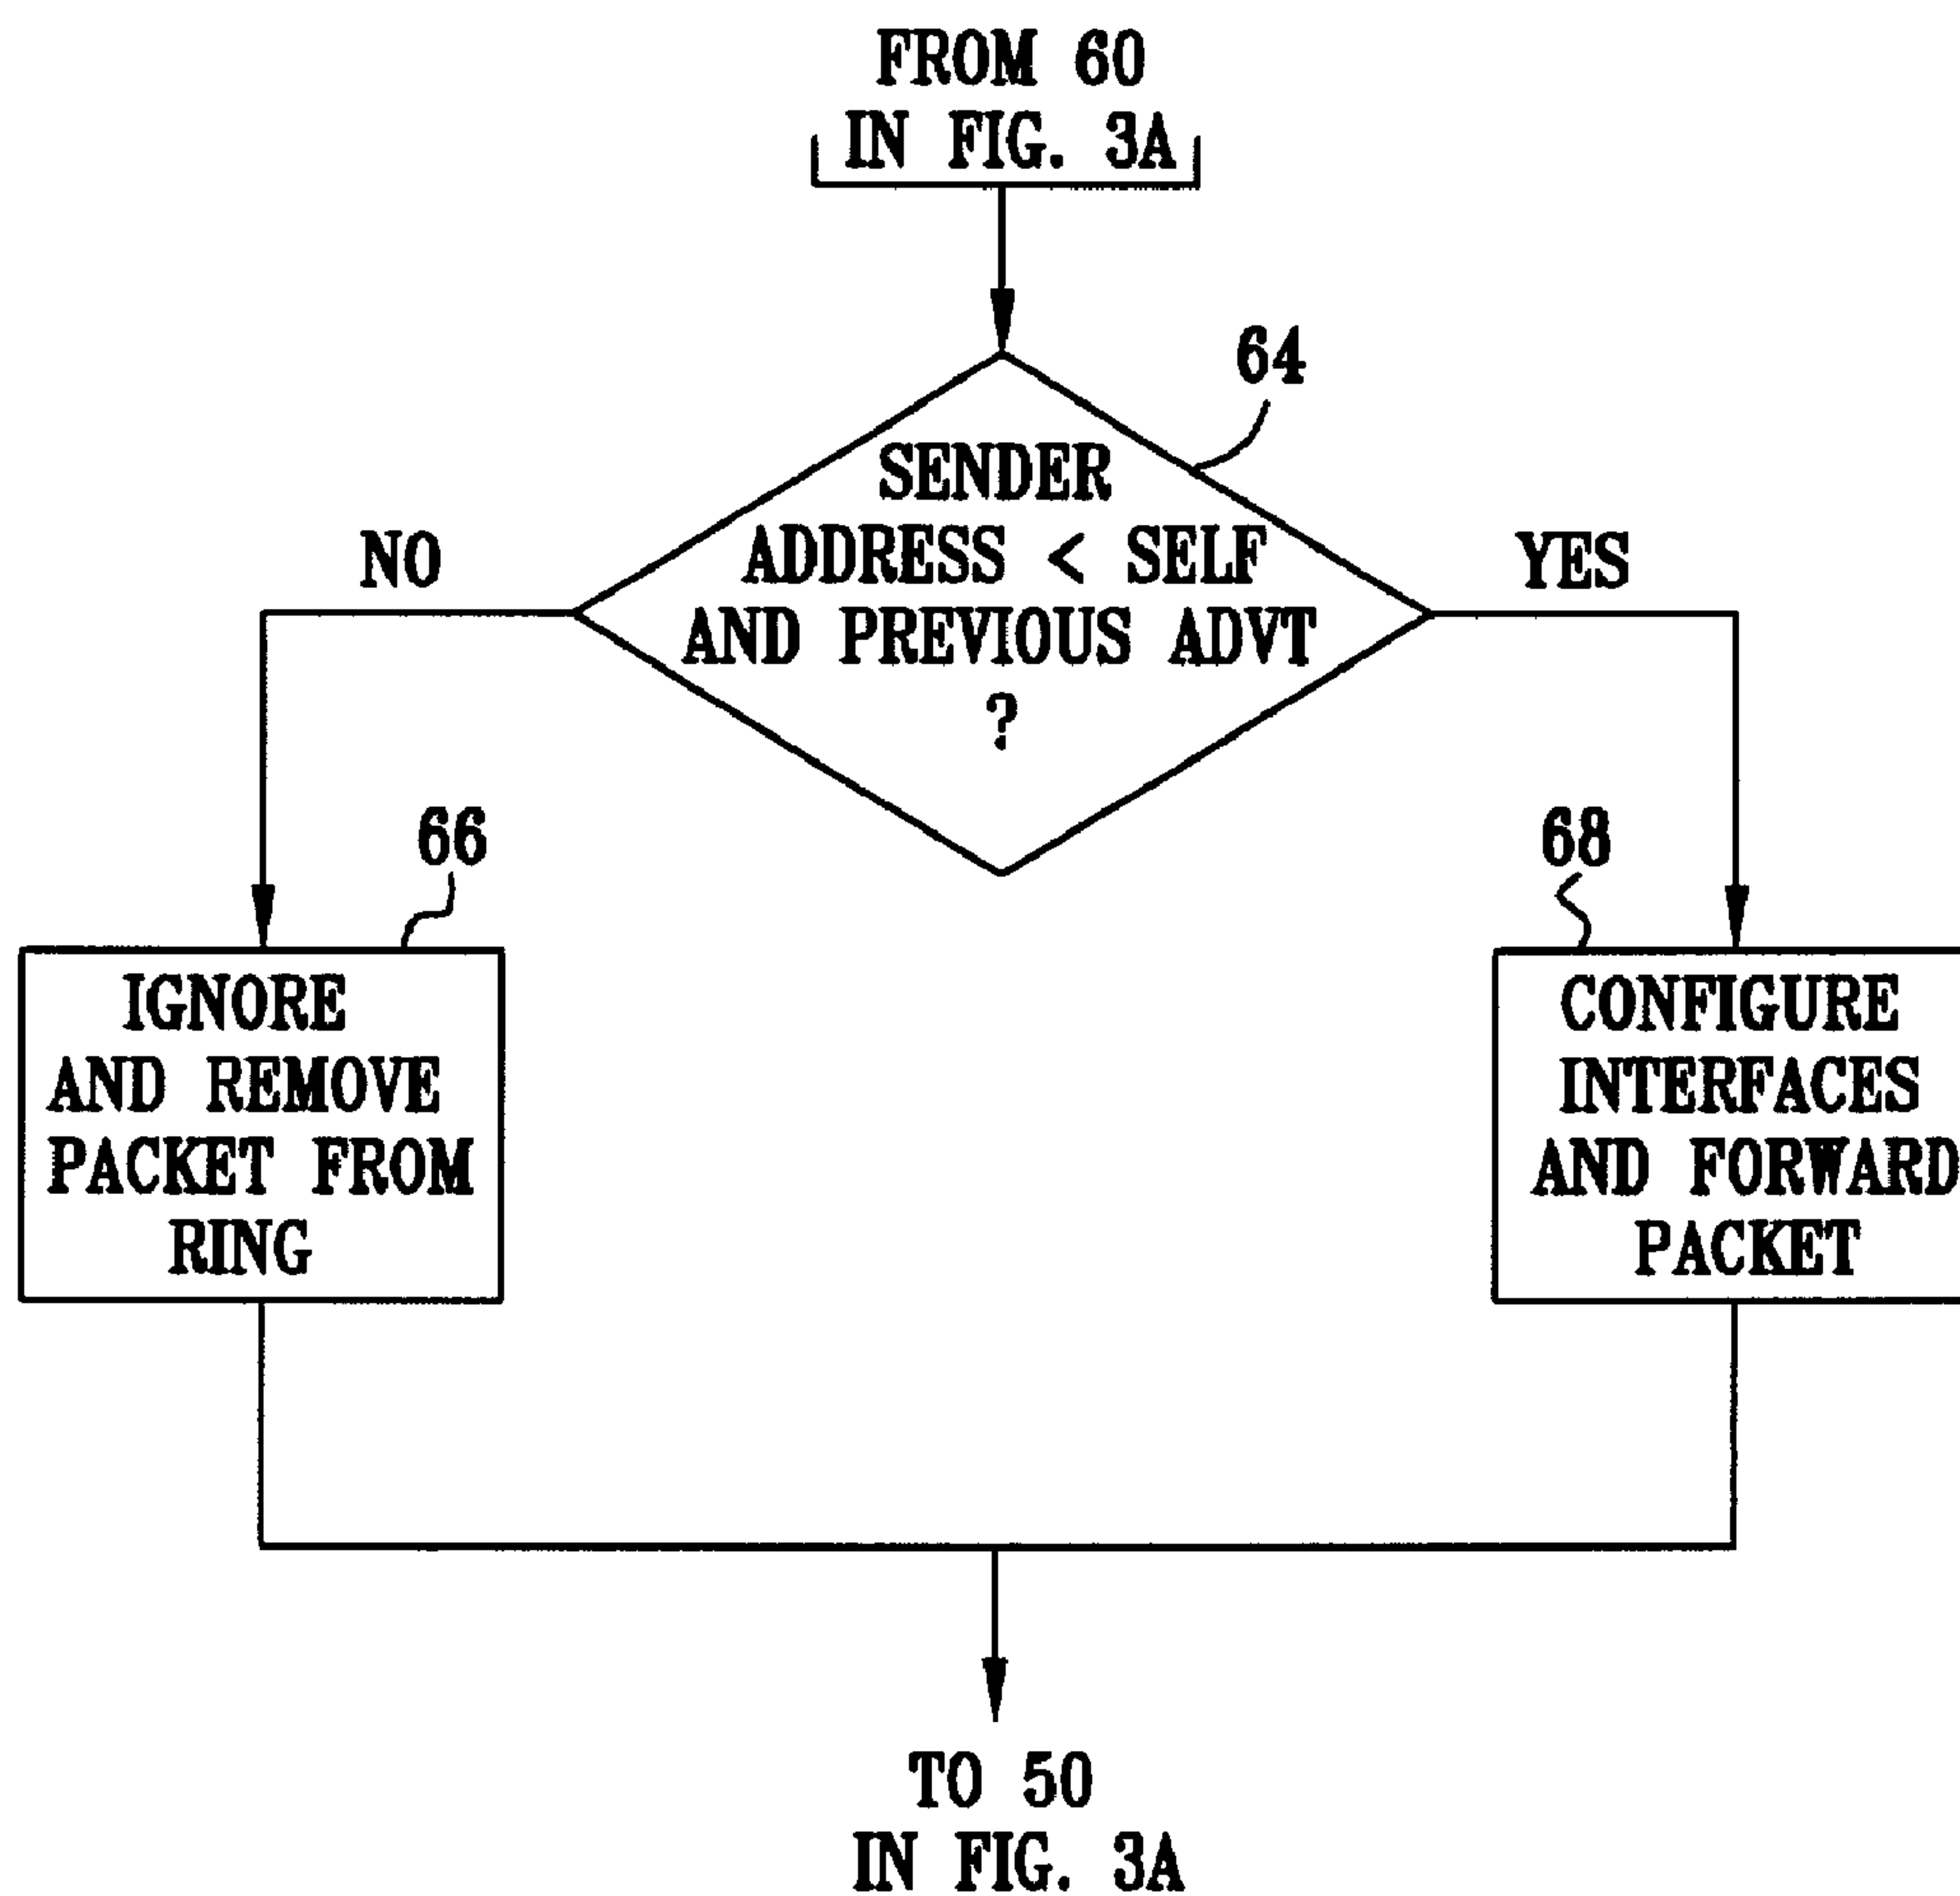 FROM 60
IN FIG. 3A
64
SENDER
ADDRESS < SELF
AND PREVIOUS ADVT
?
NO
YES
66
68
IGNORE
AND REMOVE
PACKET FROM
RING
CONFIGURE
INTERFACES
AND FORWARD
PACKET
TO 50
IN FIG. 3A